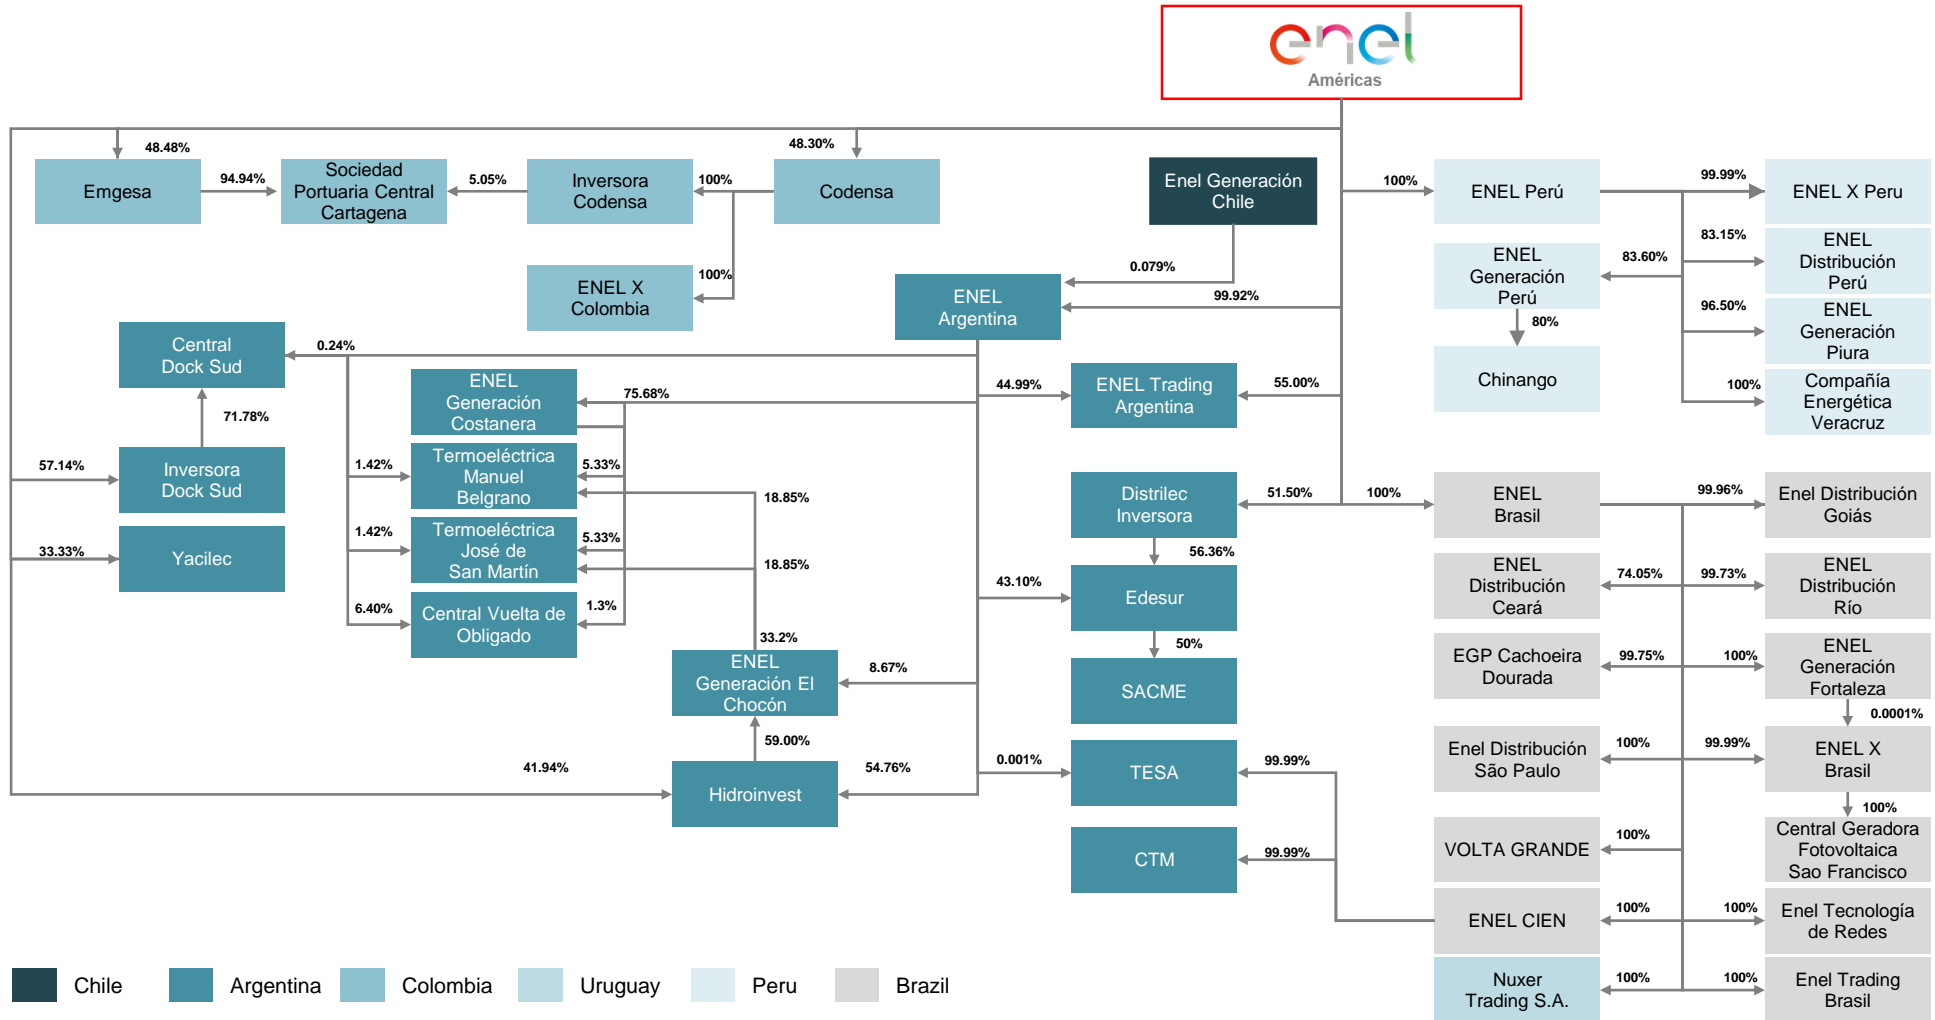 enel
Américas
48.48%
48.30%
Emgesa
94.94%
Sociedad
Portuaria Central
Cartagena
5.05%
Inversora
Codensa
100%
Codensa
Enel Generación
Chile
100%
ENEL Perú
99.99%
ENEL X Peru
83.15%
ENEL
Distribución
Perú
ENEL
Generación
Perú
83.60%
96.50%
ENEL
Generación
Piura
80%
Chinango
100%
Compañía
Energética
Veracruz
ENEL X
Colombia
100%
0.079%
99.92%
ENEL
Argentina
Central
Dock Sud
0.24%
71.78%
ENEL
Generación
Costanera
75.68%
44.99%
ENEL Trading
Argentina
55.00%
57.14%
Inversora
Dock Sud
1.42%
Termoeléctrica
Manuel
Belgrano
5.33%
18.85%
Distrilec
Inversora
51.50%
100%
ENEL
Brasil
99.96%
Enel Distribución
Goiás
33.33%
Yacilec
1.42%
Termoeléctrica
José de
San Martín
5.33%
18.85%
56.36%
6.40%
Central Vuelta de
Obligado
1.3%
43.10%
Edesur
ENEL
Distribución
Ceará
74.05%
99.73%
ENEL
Distribución
Río
33.2%
50%
ENEL
Generación El
Chocón
8.67%
SACME
EGP Cachoeira
Dourada
99.75%
100%
ENEL
Generación
Fortaleza
0.0001%
59.00%
41.94%
Hidroinvest
54.76%
0.001%
TESA
99.99%
Enel Distribución
São Paulo
100%
99.99%
ENEL X
Brasil
100%
CTM
99.99%
VOLTA GRANDE
100%
Central Geradora
Fotovoltaica
Sao Francisco
ENEL CIEN
100%
100%
Enel Tecnología
de Redes
Nuxer
Trading S.A.
100%
100%
Enel Trading
Brasil
Chile
Argentina
Colombia
Uruguay
Peru
Brazil